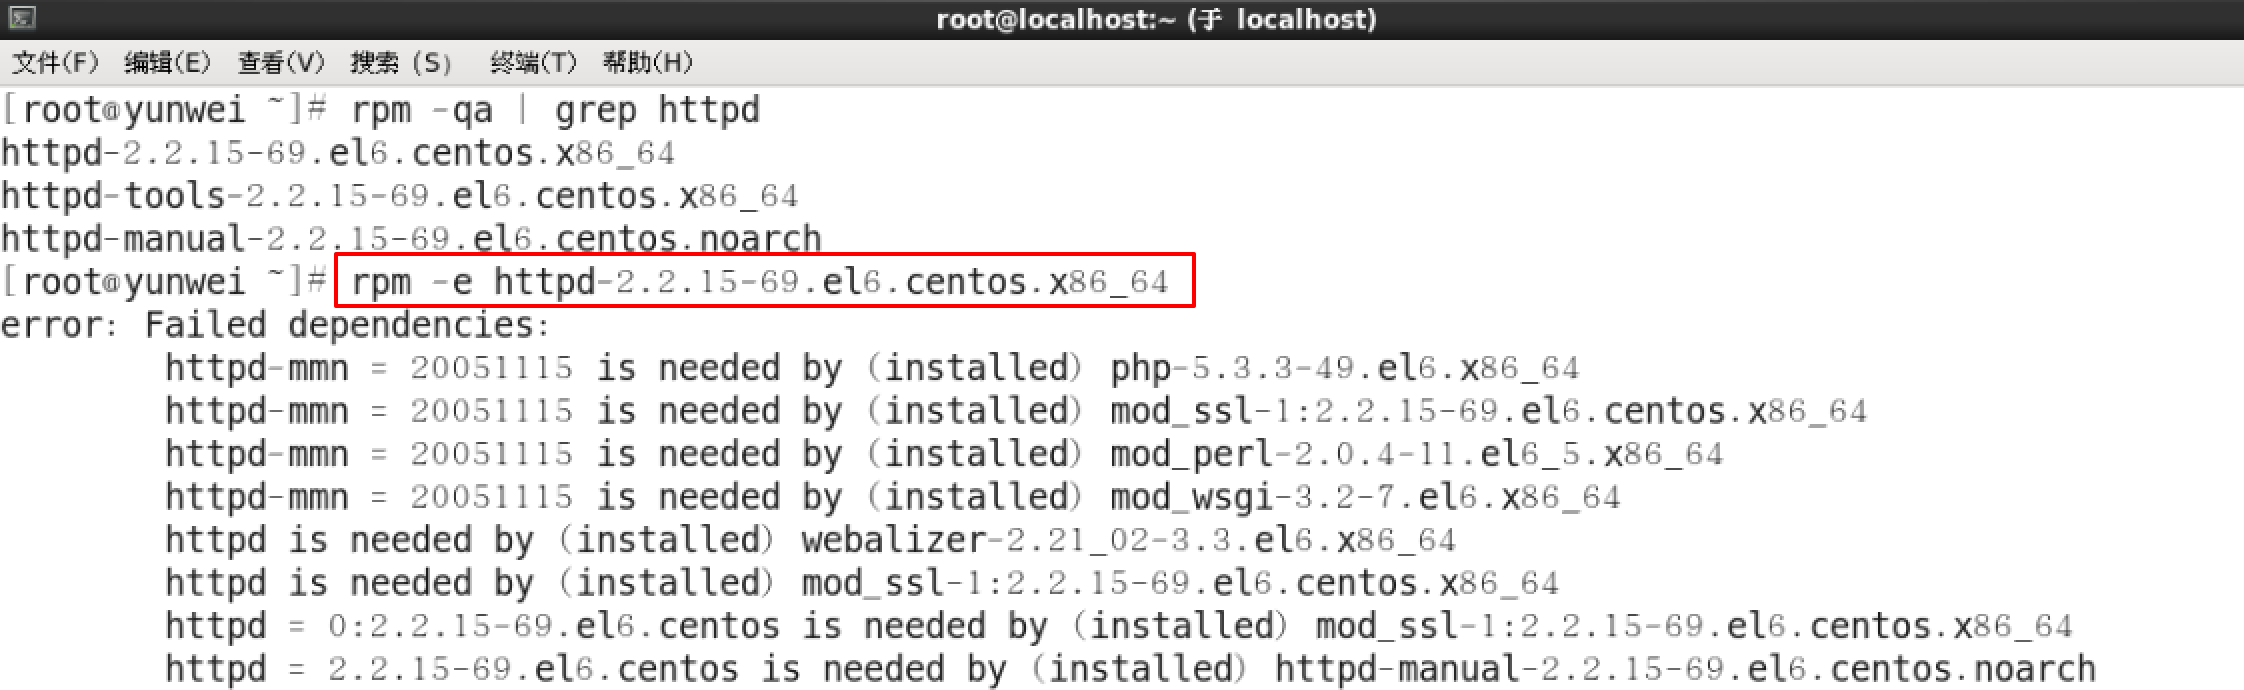 root@localhost:~ (于 localhost)
文件(F) 编辑(E) 查看(V) 搜索 (S) 终端(T) 帮助(H)
[root@yunwei ~]# rpm -qa | grep httpd
httpd-2.2.15-69.el6.centos.x86_64
httpd-tools-2.2.15-69.el6.centos.x86_64
httpd-manual-2.2.15-69.el6.centos.noarch
[root@yunwei ~]# rpm -e httpd-2.2.15-69.el6.centos.x86_64
error: Failed dependencies:
httpd-mmn = 20051115 is needed by (installed) php-5.3.3-49.el6.x86_64
httpd-mmn = 20051115 is needed by (installed) mod_ssl-1:2.2.15-69.el6.centos.x86_64
httpd-mmn = 20051115 is needed by (installed) mod_perl-2.0.4-11.el6_5.x86_64
httpd-mmn = 20051115 is needed by (installed) mod_wsgi-3.2-7.el6.x86_64
httpd is needed by (installed) webalizer-2.21_02-3.3.el6.x86_64
httpd is needed by (installed) mod_ssl-1:2.2.15-69.el6.centos.x86_64
httpd = 0:2.2.15-69.el6.centos is needed by (installed) mod_ssl-1:2.2.15-69.el6.centos.x86_64
httpd = 2.2.15-69.el6.centos is needed by (installed) httpd-manual-2.2.15-69.el6.centos.noarch